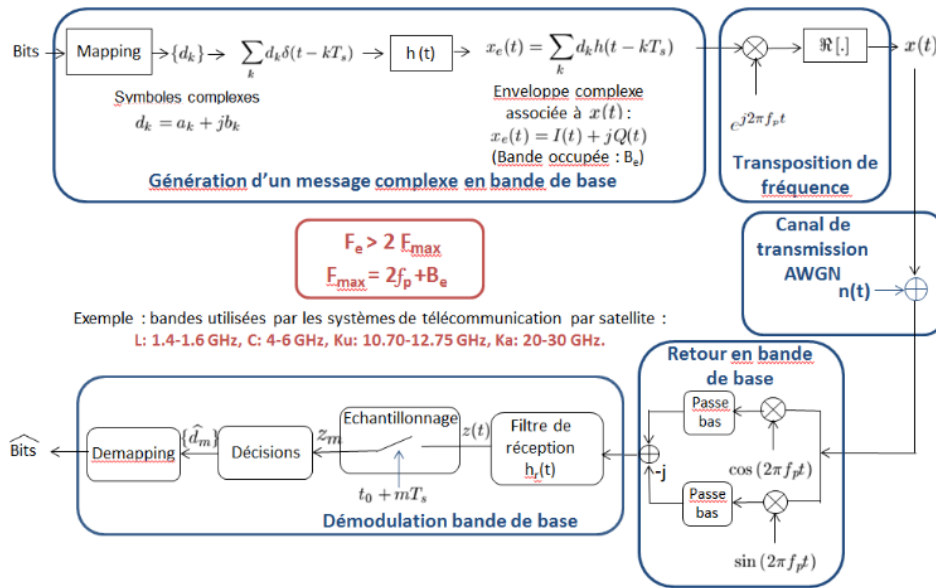 Bits
Mapping
{d_k}
∑_k d_k δ(t − kT_s)
h (t)
x_e(t) = ∑_k d_k h(t − kT_s)
ℜ [.]
x(t)
e^{j2πf_p t}
Symboles complexes
d_k = a_k + jb_k
Enveloppe complexe
associée à x(t) :
x_e(t) = I(t) + jQ(t)
(Bande occupée : B_e)
Génération d'un message complexe en bande de base
Transposition de
fréquence
F_e > 2 F_max
F_max = 2f_p +B_e
Canal de
transmission
AWGN
n(t)
Exemple : bandes utilisées par les systèmes de télécommunication par satellite :
L: 1.4-1.6 GHz, C: 4-6 GHz, Ku: 10.70-12.75 GHz, Ka: 20-30 GHz.
Retour en bande
de base
Passe
bas
cos (2πf_p t)
-j
Passe
bas
sin (2πf_p t)
Filtre de
réception
h_r(t)
z(t)
Echantillonnage
t_0 + mT_s
z_m
Décisions
{\widehat{d}_m}
Demapping
\widehat{Bits}
Démodulation bande de base